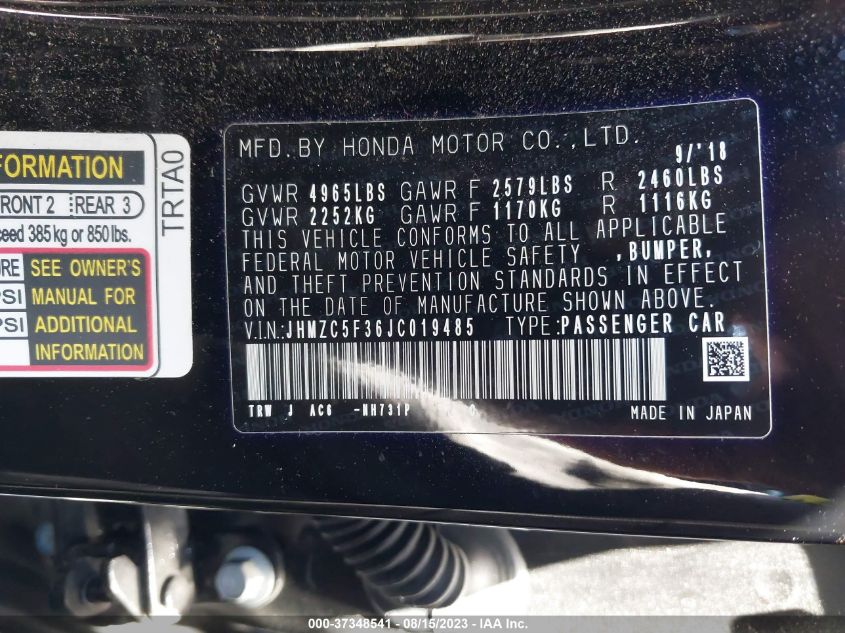 FORMATION
FRONT 2 REAR 3
ceed 385 kg or 850 lbs.
SEE OWNER'S
PSI MANUAL FOR
PSI ADDITIONAL
INFORMATION
TRTA0
MFD. BY HONDA MOTOR CO., LTD. 9/'18
GVWR 4965LBS GAWR F 2579LBS R 2460LBS
GVWR 2252KG GAWR F 1170KG R 1116KG
THIS VEHICLE CONFORMS TO ALL APPLICABLE
FEDERAL MOTOR VEHICLE SAFETY ,BUMPER,
AND THEFT PREVENTION STANDARDS IN EFFECT
ON THE DATE OF MANUFACTURE SHOWN ABOVE.
V.IN:JHMZC5F36JC019485 TYPE:PASSENGER CAR
TRW J AC6 -NH731P
MADE IN JAPAN
000-37348541 - 08/15/2023 - IAA Inc.